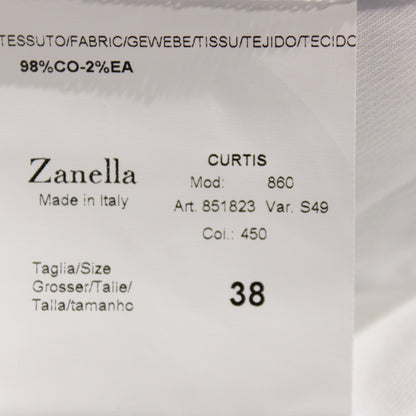 TESSUTO/FABRIC/GEWEBE/TISSU/TEJIDO/TECIDO
98%CO-2%EA
Zanella
Made in Italy
CURTIS
Mod: 860
Art. 851823 Var. S49
Col.: 450
Taglia/Size
Grosser/Talie/
Talla/tamanho
38